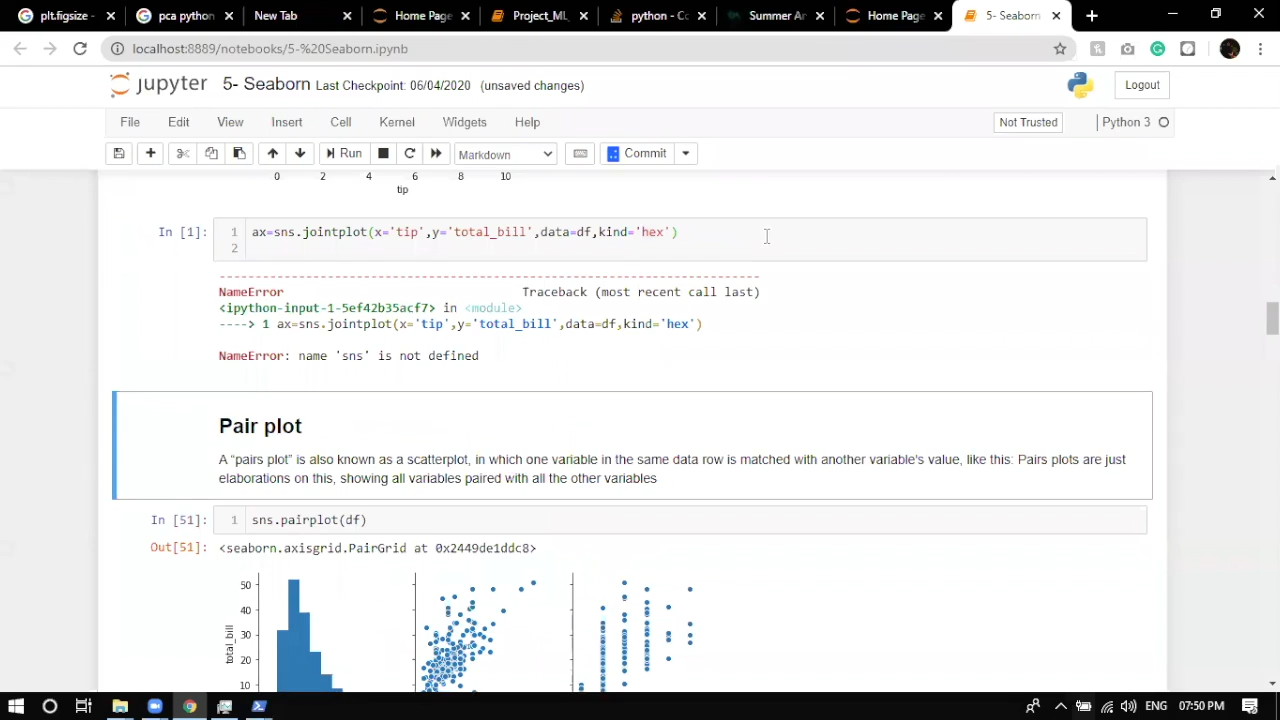 plt.figsize
pca python
New Tab
Home Page
Project_ML
python - Co
Summer An
Home Page
5- Seaborn
localhost:8889/notebooks/5-%20Seaborn.ipynb
jupyter 5- Seaborn Last Checkpoint: 06/04/2020 (unsaved changes)
Logout
File Edit View Insert Cell Kernel Widgets Help
Not Trusted
Python 3
Run
Markdown
Commit
0 2 4 6 8 10
tip
In [1]: 1 ax=sns.jointplot(x='tip',y='total_bill',data=df,kind='hex')
2
---------------------------------------------------------------------------
NameError Traceback (most recent call last)
<ipython-input-1-5ef42b35acf7> in <module>
----> 1 ax=sns.jointplot(x='tip',y='total_bill',data=df,kind='hex')
NameError: name 'sns' is not defined
Pair plot
A “pairs plot” is also known as a scatterplot, in which one variable in the same data row is matched with another variable's value, like this: Pairs plots are just
elaborations on this, showing all variables paired with all the other variables
In [51]: 1 sns.pairplot(df)
Out[51]: <seaborn.axisgrid.PairGrid at 0x2449de1ddc8>
50
40
30
20
10
total_bill
ENG 07:50 PM